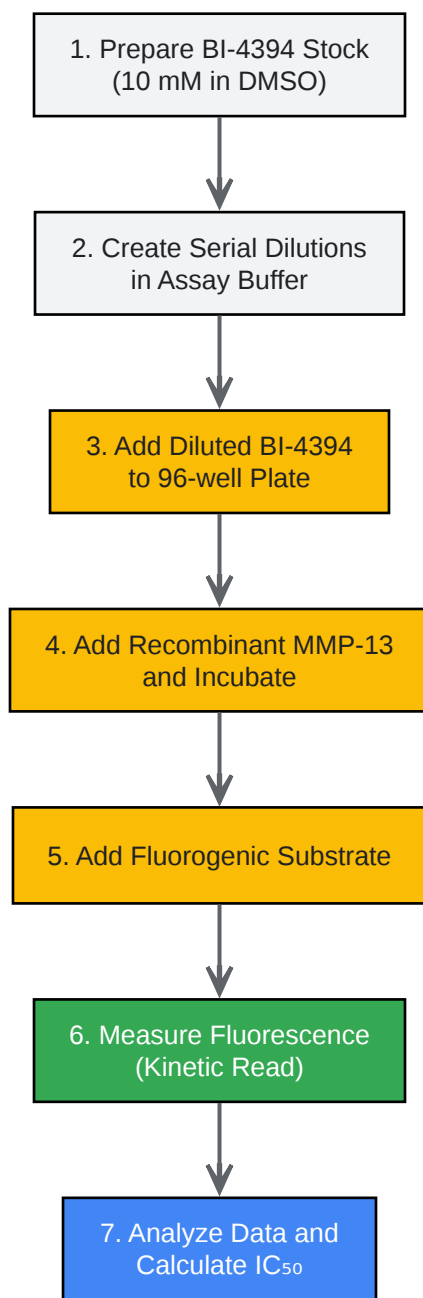 1. Prepare BI-4394 Stock
(10 mM in DMSO)
2. Create Serial Dilutions
in Assay Buffer
3. Add Diluted BI-4394
to 96-well Plate
4. Add Recombinant MMP-13
and Incubate
5. Add Fluorogenic Substrate
6. Measure Fluorescence
(Kinetic Read)
7. Analyze Data and
Calculate IC₅₀